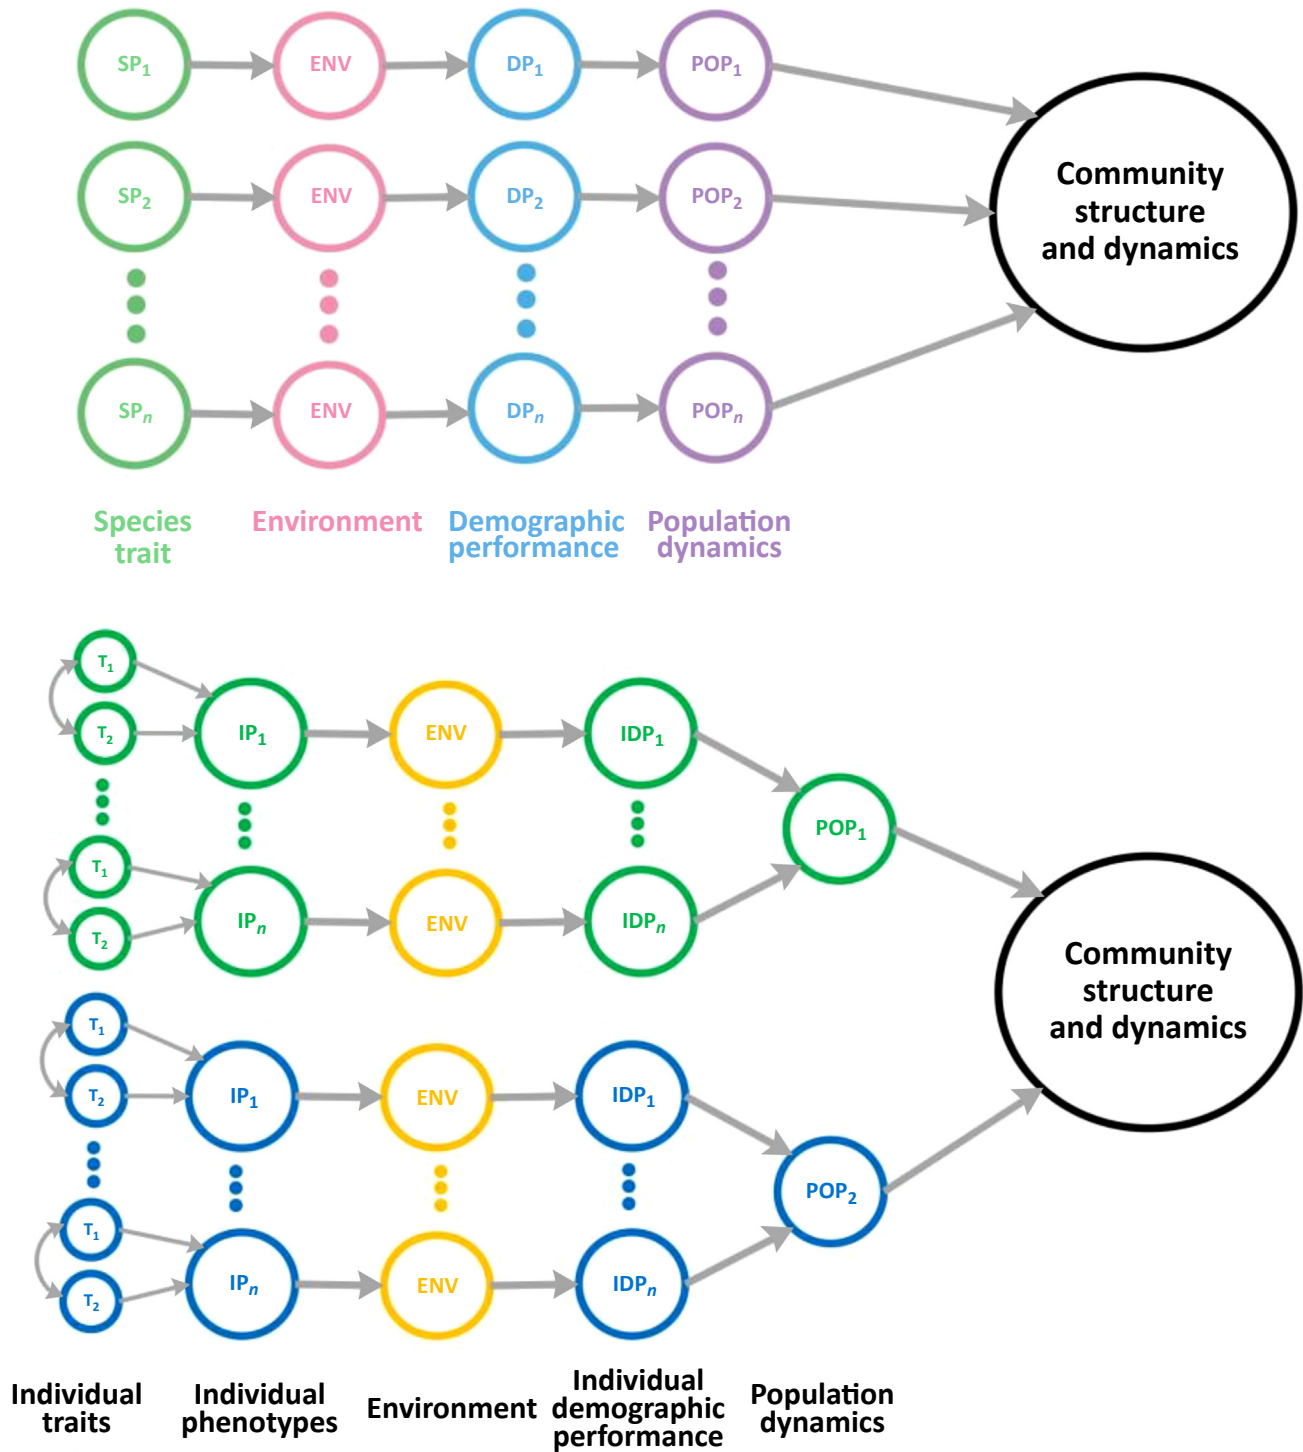 SP1 ENV DP1 POP1
SP2 ENV DP2 POP2
SPn ENV DPn POPn
Community
structure
and dynamics
Species
trait
Environment
Demographic
performance
Population
dynamics
T1
T2
IP1 ENV IDP1
T1
T2
IPn ENV IDPn
POP1
T1
T2
IP1 ENV IDP1
T1
T2
IPn ENV IDPn
POP2
Community
structure
and dynamics
Individual
traits
Individual
phenotypes
Environment
Individual
demographic
performance
Population
dynamics